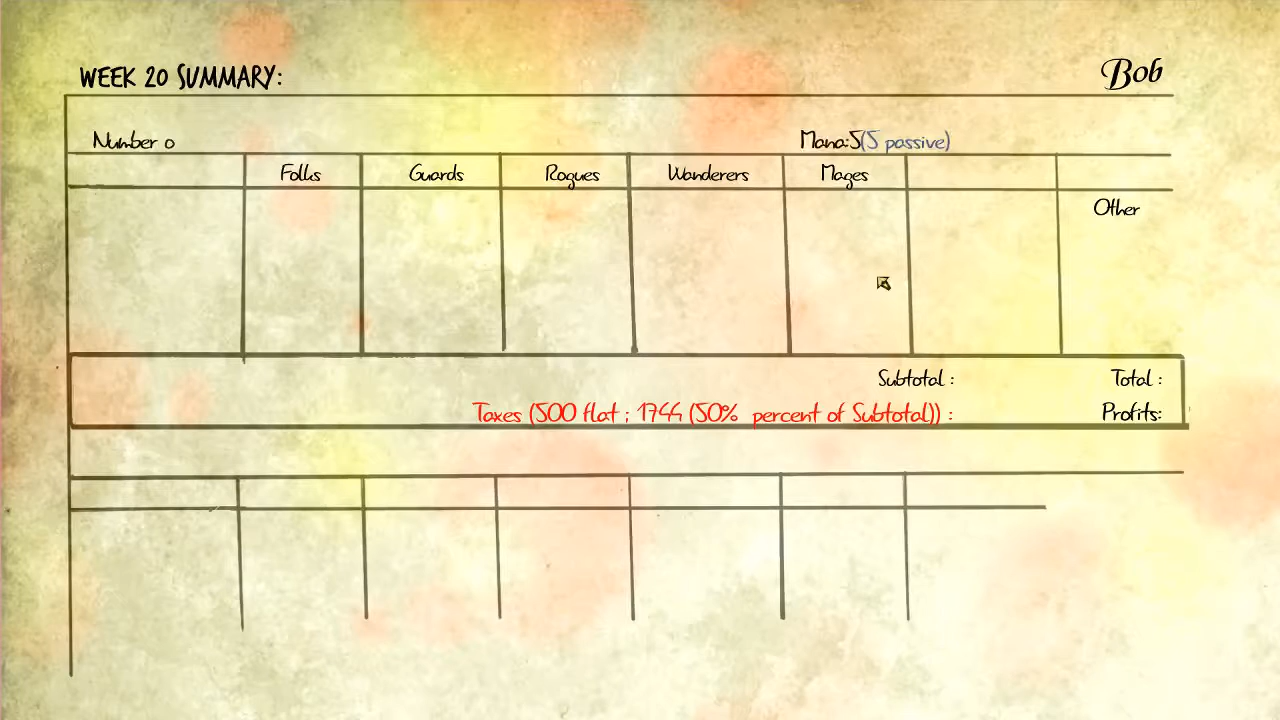 WEEK 20 SUMMARY: Bob
Number o Mana:5(5 passive)
Folks Guards Rogues Wanderers Mages
Other
Subtotal : Total :
Taxes (500 flat ; 1744 (50% percent of Subtotal)) : Profits: